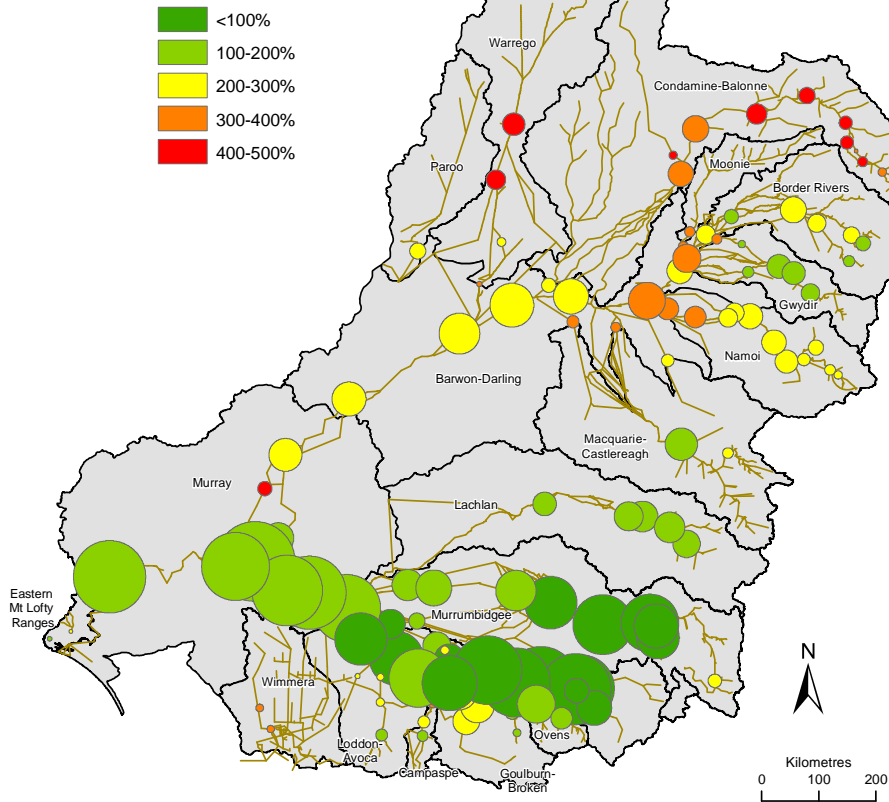 <100%
100-200%
200-300%
300-400%
400-500%
Warrego
Condamine-Balonne
Paroo
Moonie
Border Rivers
Gwydir
Namoi
Barwon-Darling
Macquarie-
Castlereagh
Murray
Lachlan
Eastern
Mt Lofty
Ranges
Murrumbidgee
Wimmera
Loddon-
Avoca
Campaspe
Ovens
Goulburn-
Broken
N
Kilometres
0 100 200